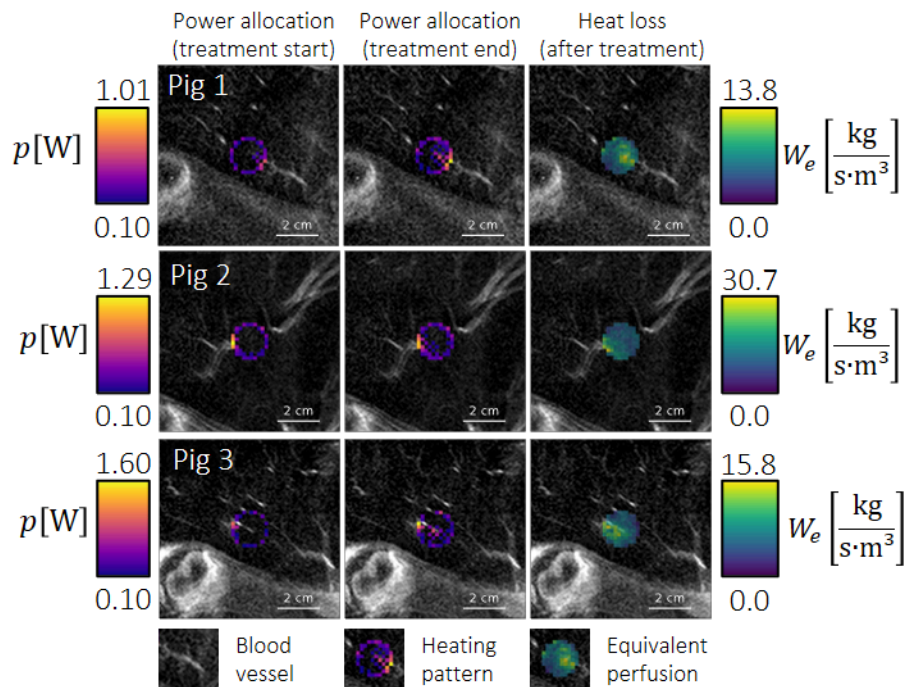 Power allocation Power allocation Heat loss
(treatment start) (treatment end) (after treatment)
Pig 1
1.01 13.8
p[W] W_e [kg / s·m³]
0.10 0.0
2 cm 2 cm 2 cm
Pig 2
1.29 30.7
p[W] W_e [kg / s·m³]
0.10 0.0
2 cm 2 cm 2 cm
Pig 3
1.60 15.8
p[W] W_e [kg / s·m³]
0.10 0.0
2 cm 2 cm 2 cm
Blood Heating Equivalent
vessel pattern perfusion